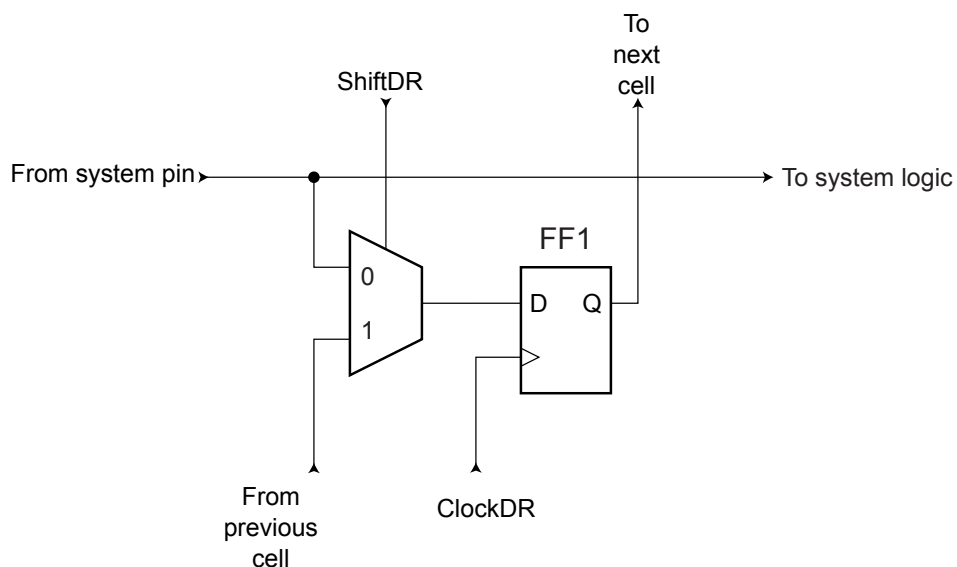 To
next
cell
ShiftDR
From system pin
To system logic
FF1
0
D Q
1
From
previous
cell
ClockDR